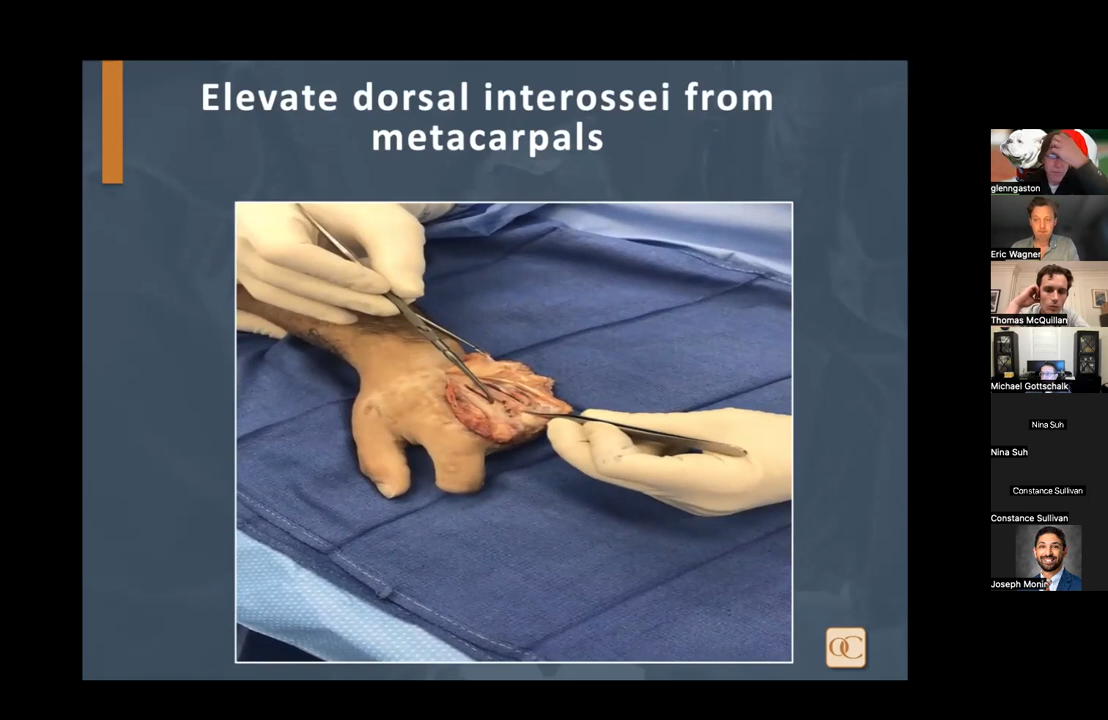 Elevate dorsal interossei from
metacarpals
glenngaston
Eric Wagner
Thomas McQuillan
Michael Gottschalk
Nina Suh
Nina Suh
Constance Sullivan
Constance Sullivan
Joseph Monir
OC